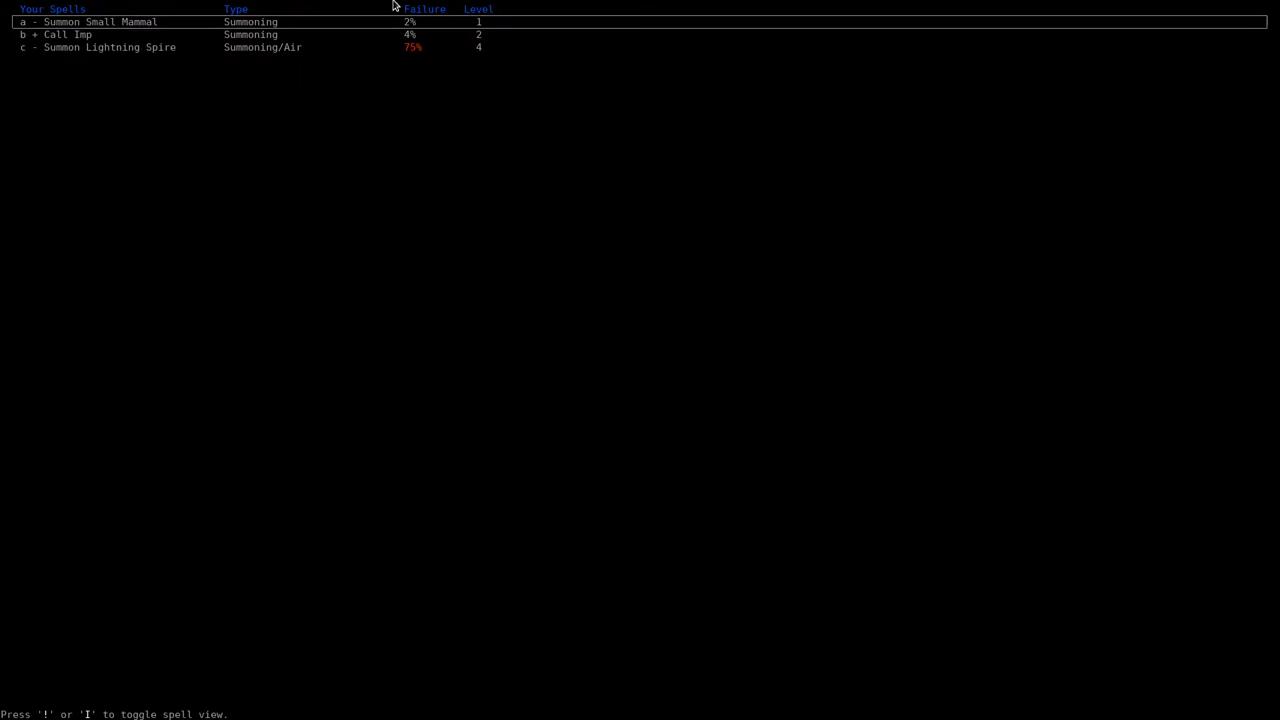 Your Spells Type Failure Level
a - Summon Small Mammal Summoning 2% 1
b + Call Imp Summoning 4% 2
c - Summon Lightning Spire Summoning/Air 75% 4
Press '!' or 'I' to toggle spell view.